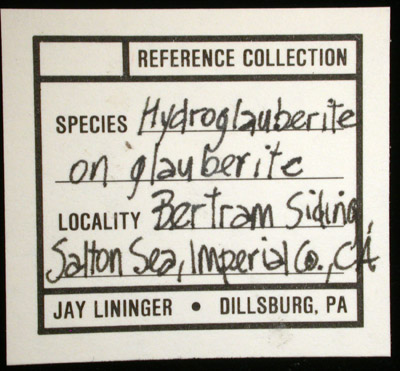 REFERENCE COLLECTION
SPECIES Hydroglauberite
on glauberite
LOCALITY Bertram Siding,
Salton Sea, Imperial Co., CA
JAY LININGER • DILLSBURG, PA